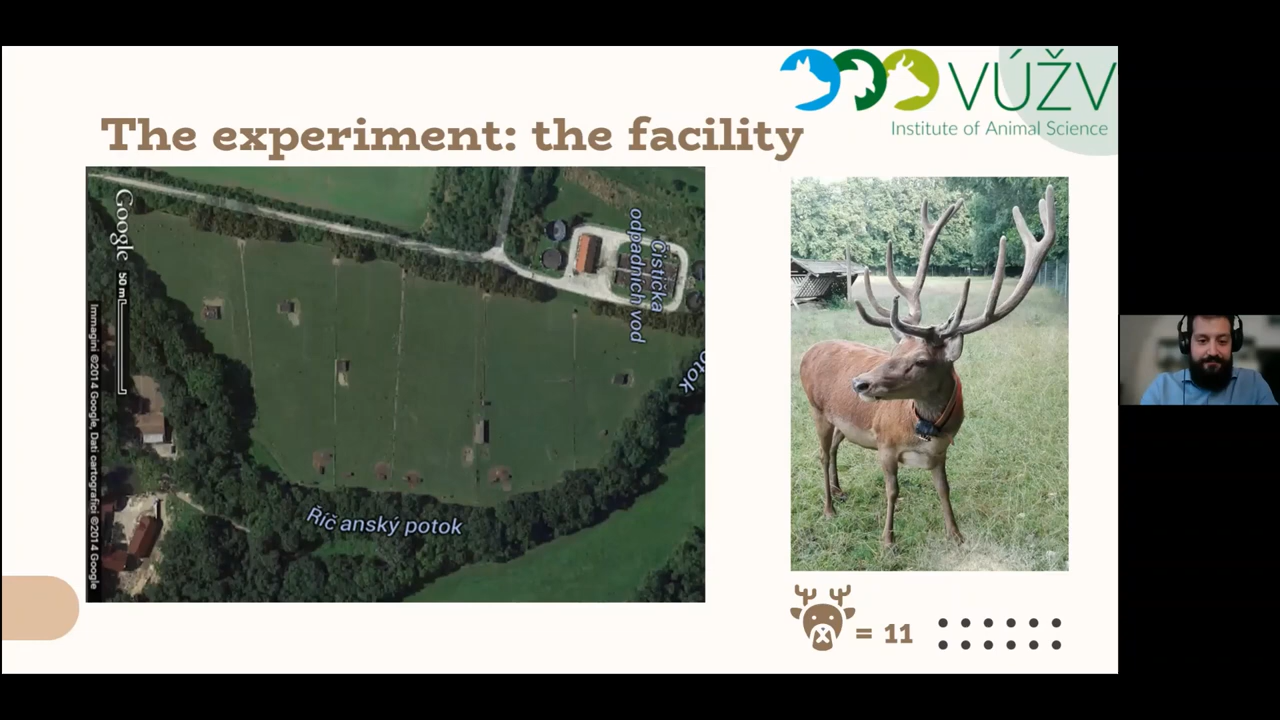 VÚŽV
Institute of Animal Science
The experiment: the facility
Google
50 m
Immagini ©2014 Google, Dati cartografici ©2014 Google
Čistička
odpadních vod
otok
Říčanský potok
= 11